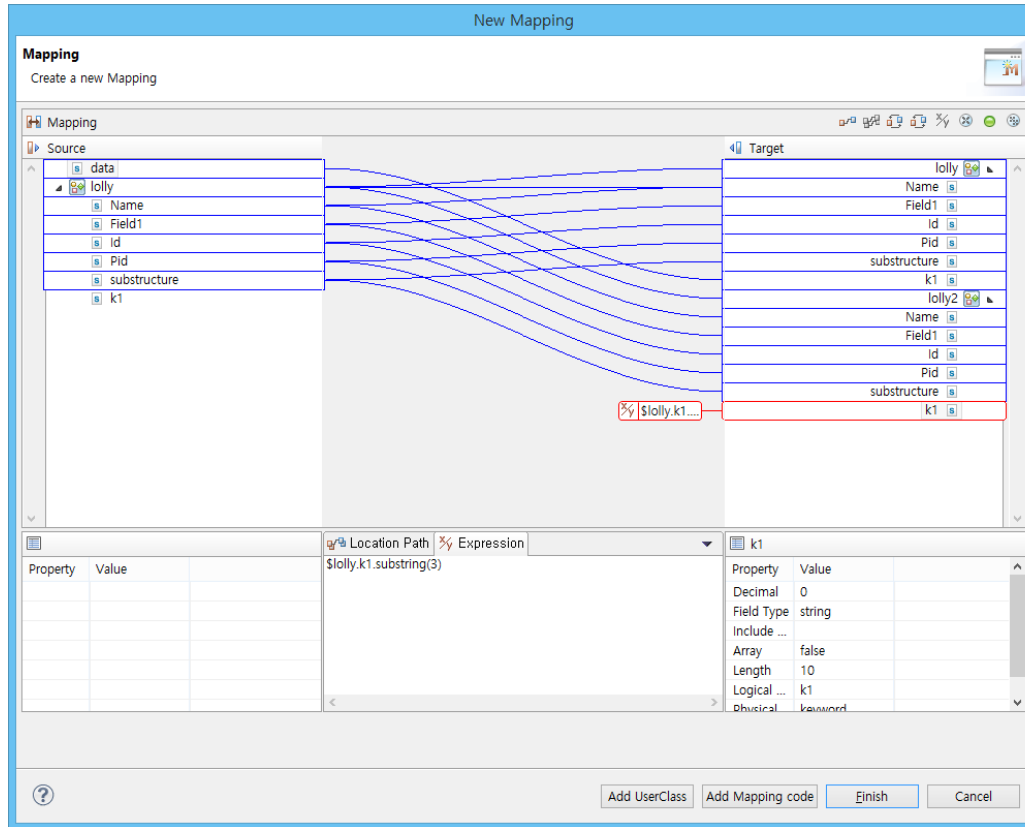 New Mapping
Mapping
Create a new Mapping
Mapping
Source
Target
data
lolly
Name
Field1
Id
Pid
substructure
k1
lolly
Name
Field1
Id
Pid
substructure
k1
lolly2
Name
Field1
Id
Pid
substructure
k1
$lolly.k1....
Property Value
Location Path Expression
$lolly.k1.substring(3)
k1
Property Value
Decimal 0
Field Type string
Include ...
Array false
Length 10
Logical ... k1
Physical keyword
Add UserClass Add Mapping code Finish Cancel